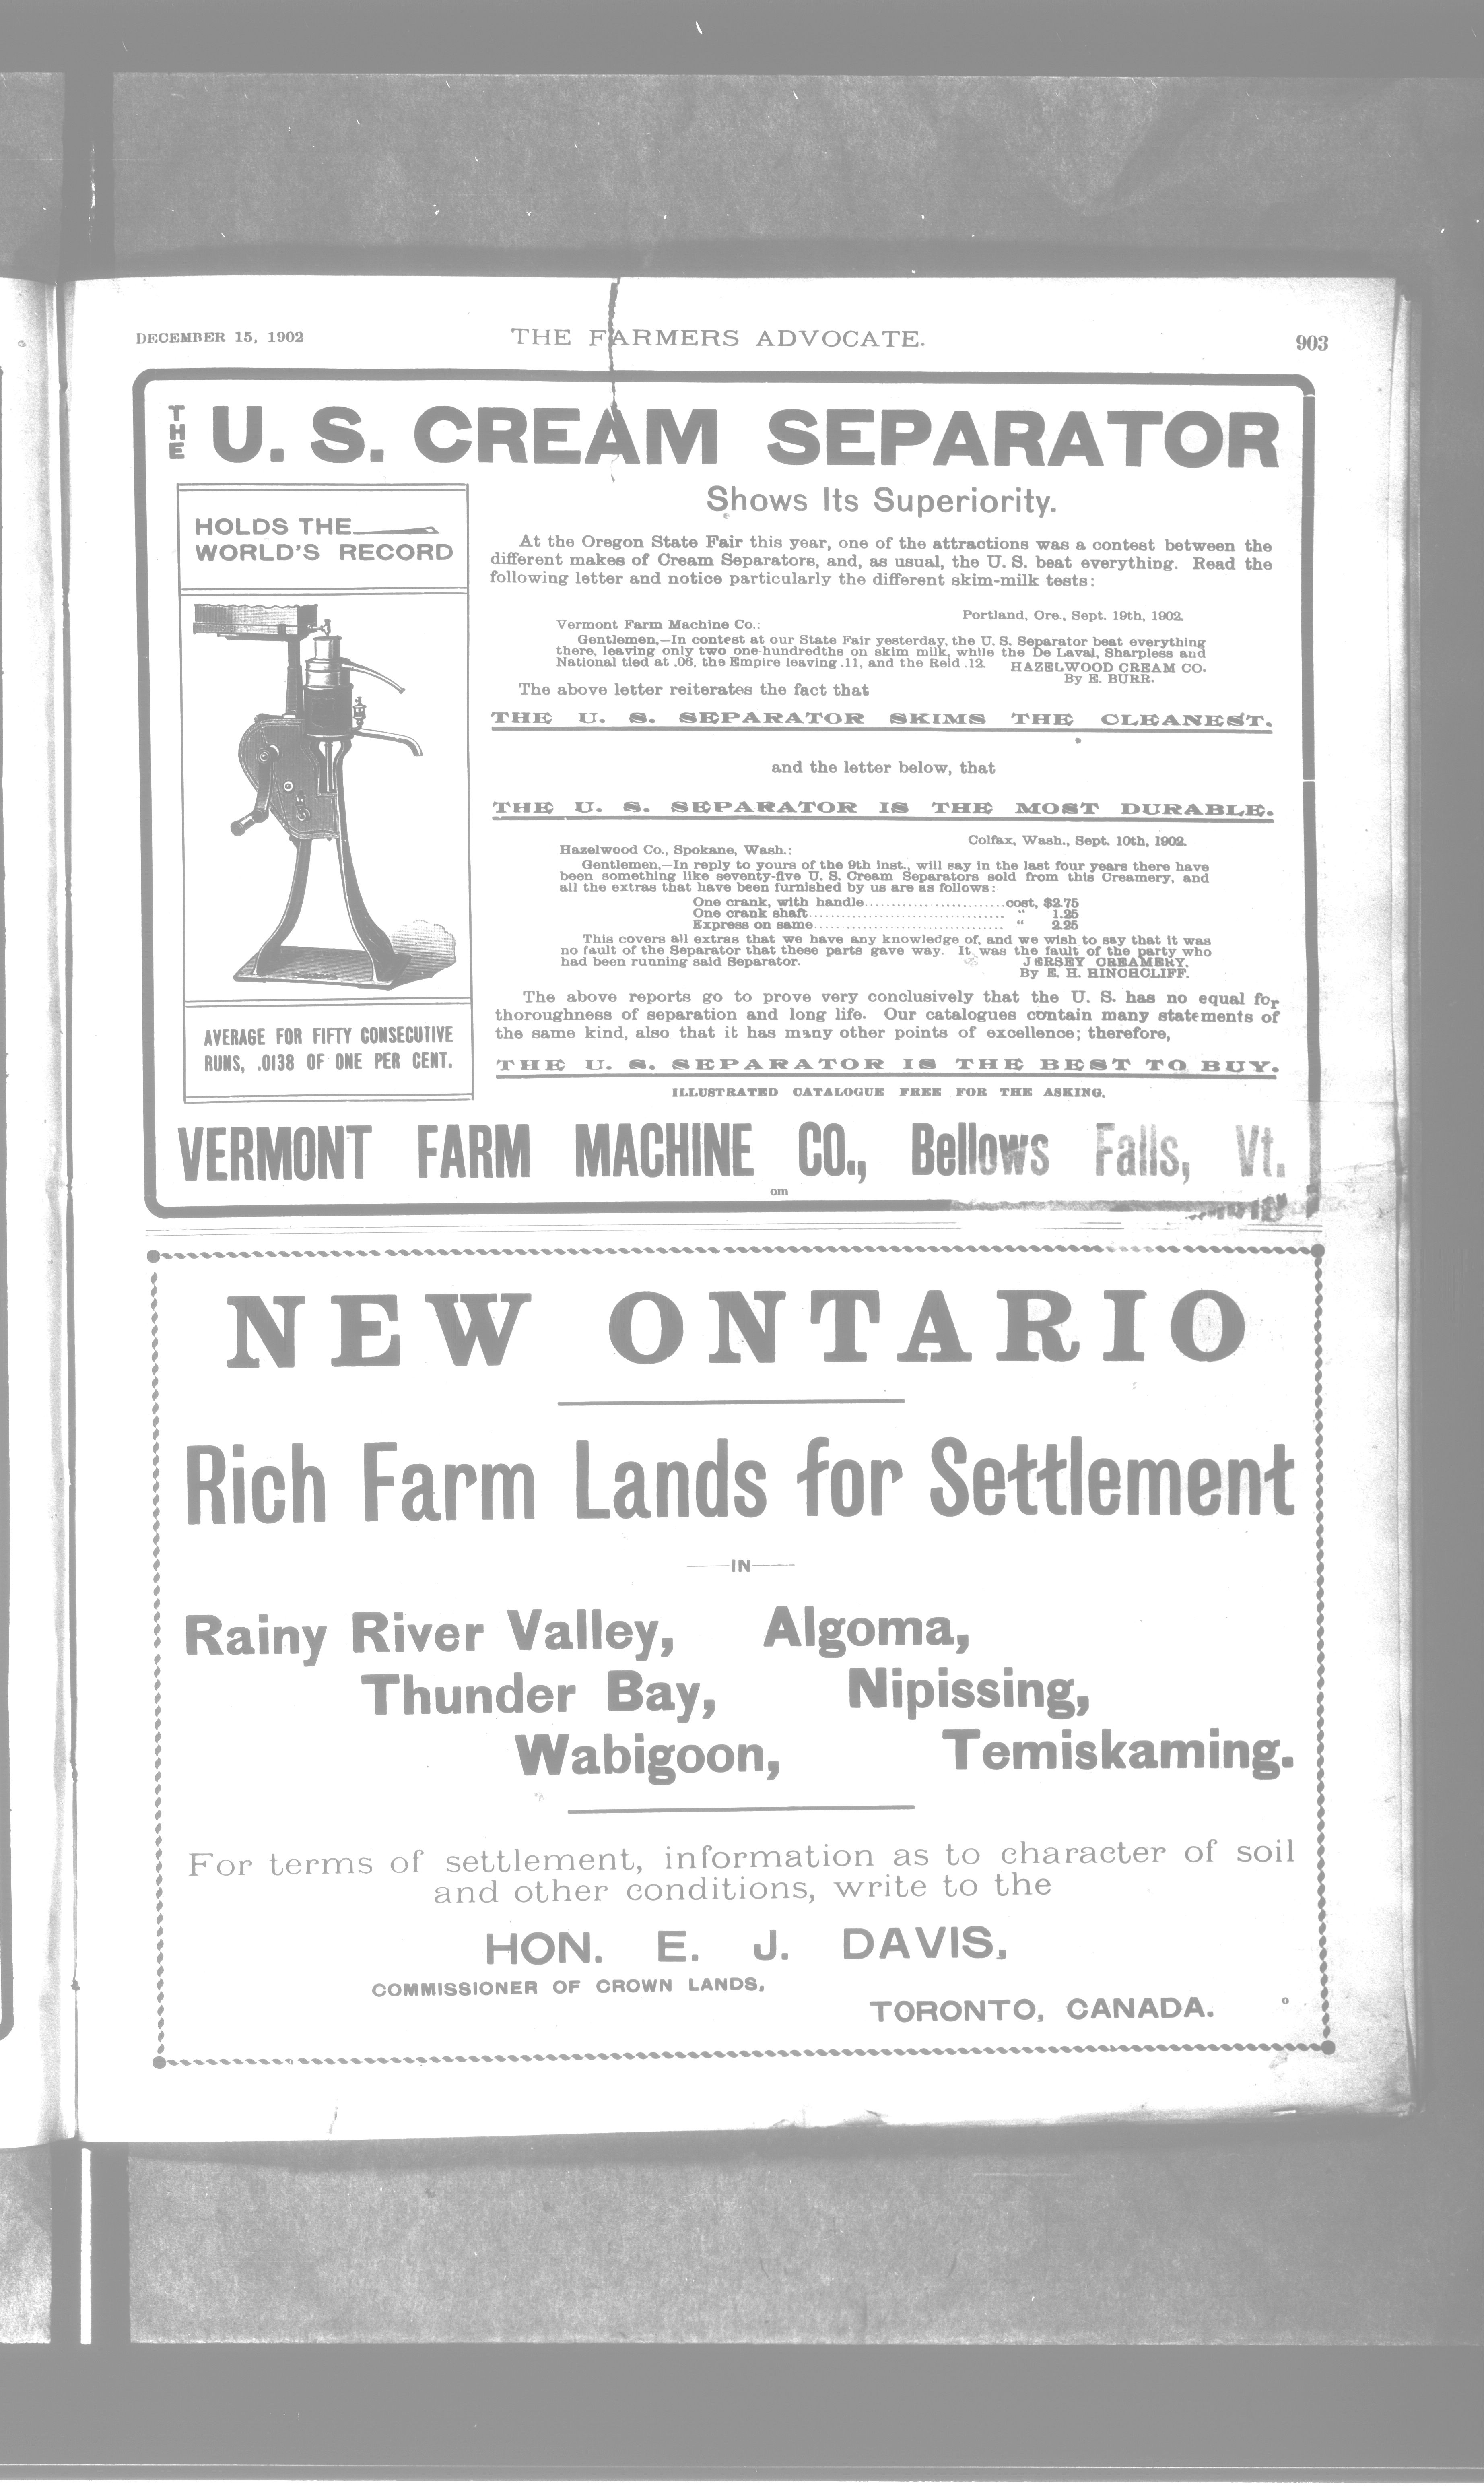 DECEMBER 15, 1902 THE FARMERS ADVOCATE. 903
THE U. S. CREAM SEPARATOR
HOLDS THE
WORLD'S RECORD
AVERAGE FOR FIFTY CONSECUTIVE
RUNS, .0138 OF ONE PER CENT.
Shows Its Superiority.
At the Oregon State Fair this year, one of the attractions was a contest between the
different makes of Cream Separators, and, as usual, the U. S. beat everything. Read the
following letter and notice particularly the different skim-milk tests:
Portland, Ore., Sept. 19th, 1902.
Vermont Farm Machine Co.:
Gentlemen,—In contest at our State Fair yesterday, the U. S. Separator beat everything
there, leaving only two one-hundredths on skim milk, while the De Laval, Sharpless and
National tied at .06, the Empire leaving .11, and the Reid .12. HAZELWOOD CREAM CO.
By E. BURR.
The above letter reiterates the fact that
THE U. S. SEPARATOR SKIMS THE CLEANEST.
and the letter below, that
THE U. S. SEPARATOR IS THE MOST DURABLE.
Colfax, Wash., Sept. 10th, 1902.
Hazelwood Co., Spokane, Wash.:
Gentlemen,—In reply to yours of the 9th inst., will say in the last four years there have
been something like seventy-five U. S. Cream Separators sold from this Creamery, and
all the extras that have been furnished by us are as follows:
One crank, with handle........................cost, $2.75
One crank shaft.................................. " 1.25
Express on same..... ........................... " 2.25
This covers all extras that we have any knowledge of, and we wish to say that it was
no fault of the Separator that these parts gave way. It was the fault of the party who
had been running said Separator. JERSEY CREAMERY.
By E. H. HINCHCLIFF.
The above reports go to prove very conclusively that the U. S. has no equal for
thoroughness of separation and long life. Our catalogues contain many statements of
the same kind, also that it has many other points of excellence; therefore,
THE U. S. SEPARATOR IS THE BEST TO BUY.
ILLUSTRATED CATALOGUE FREE FOR THE ASKING.
VERMONT FARM MACHINE CO., Bellows Falls, Vt.
om
NEW ONTARIO
Rich Farm Lands for Settlement
—IN—
Rainy River Valley, Algoma,
Thunder Bay, Nipissing,
Wabigoon, Temiskaming.
For terms of settlement, information as to character of soil
and other conditions, write to the
HON. E. J. DAVIS,
COMMISSIONER OF CROWN LANDS,
TORONTO, CANADA. o